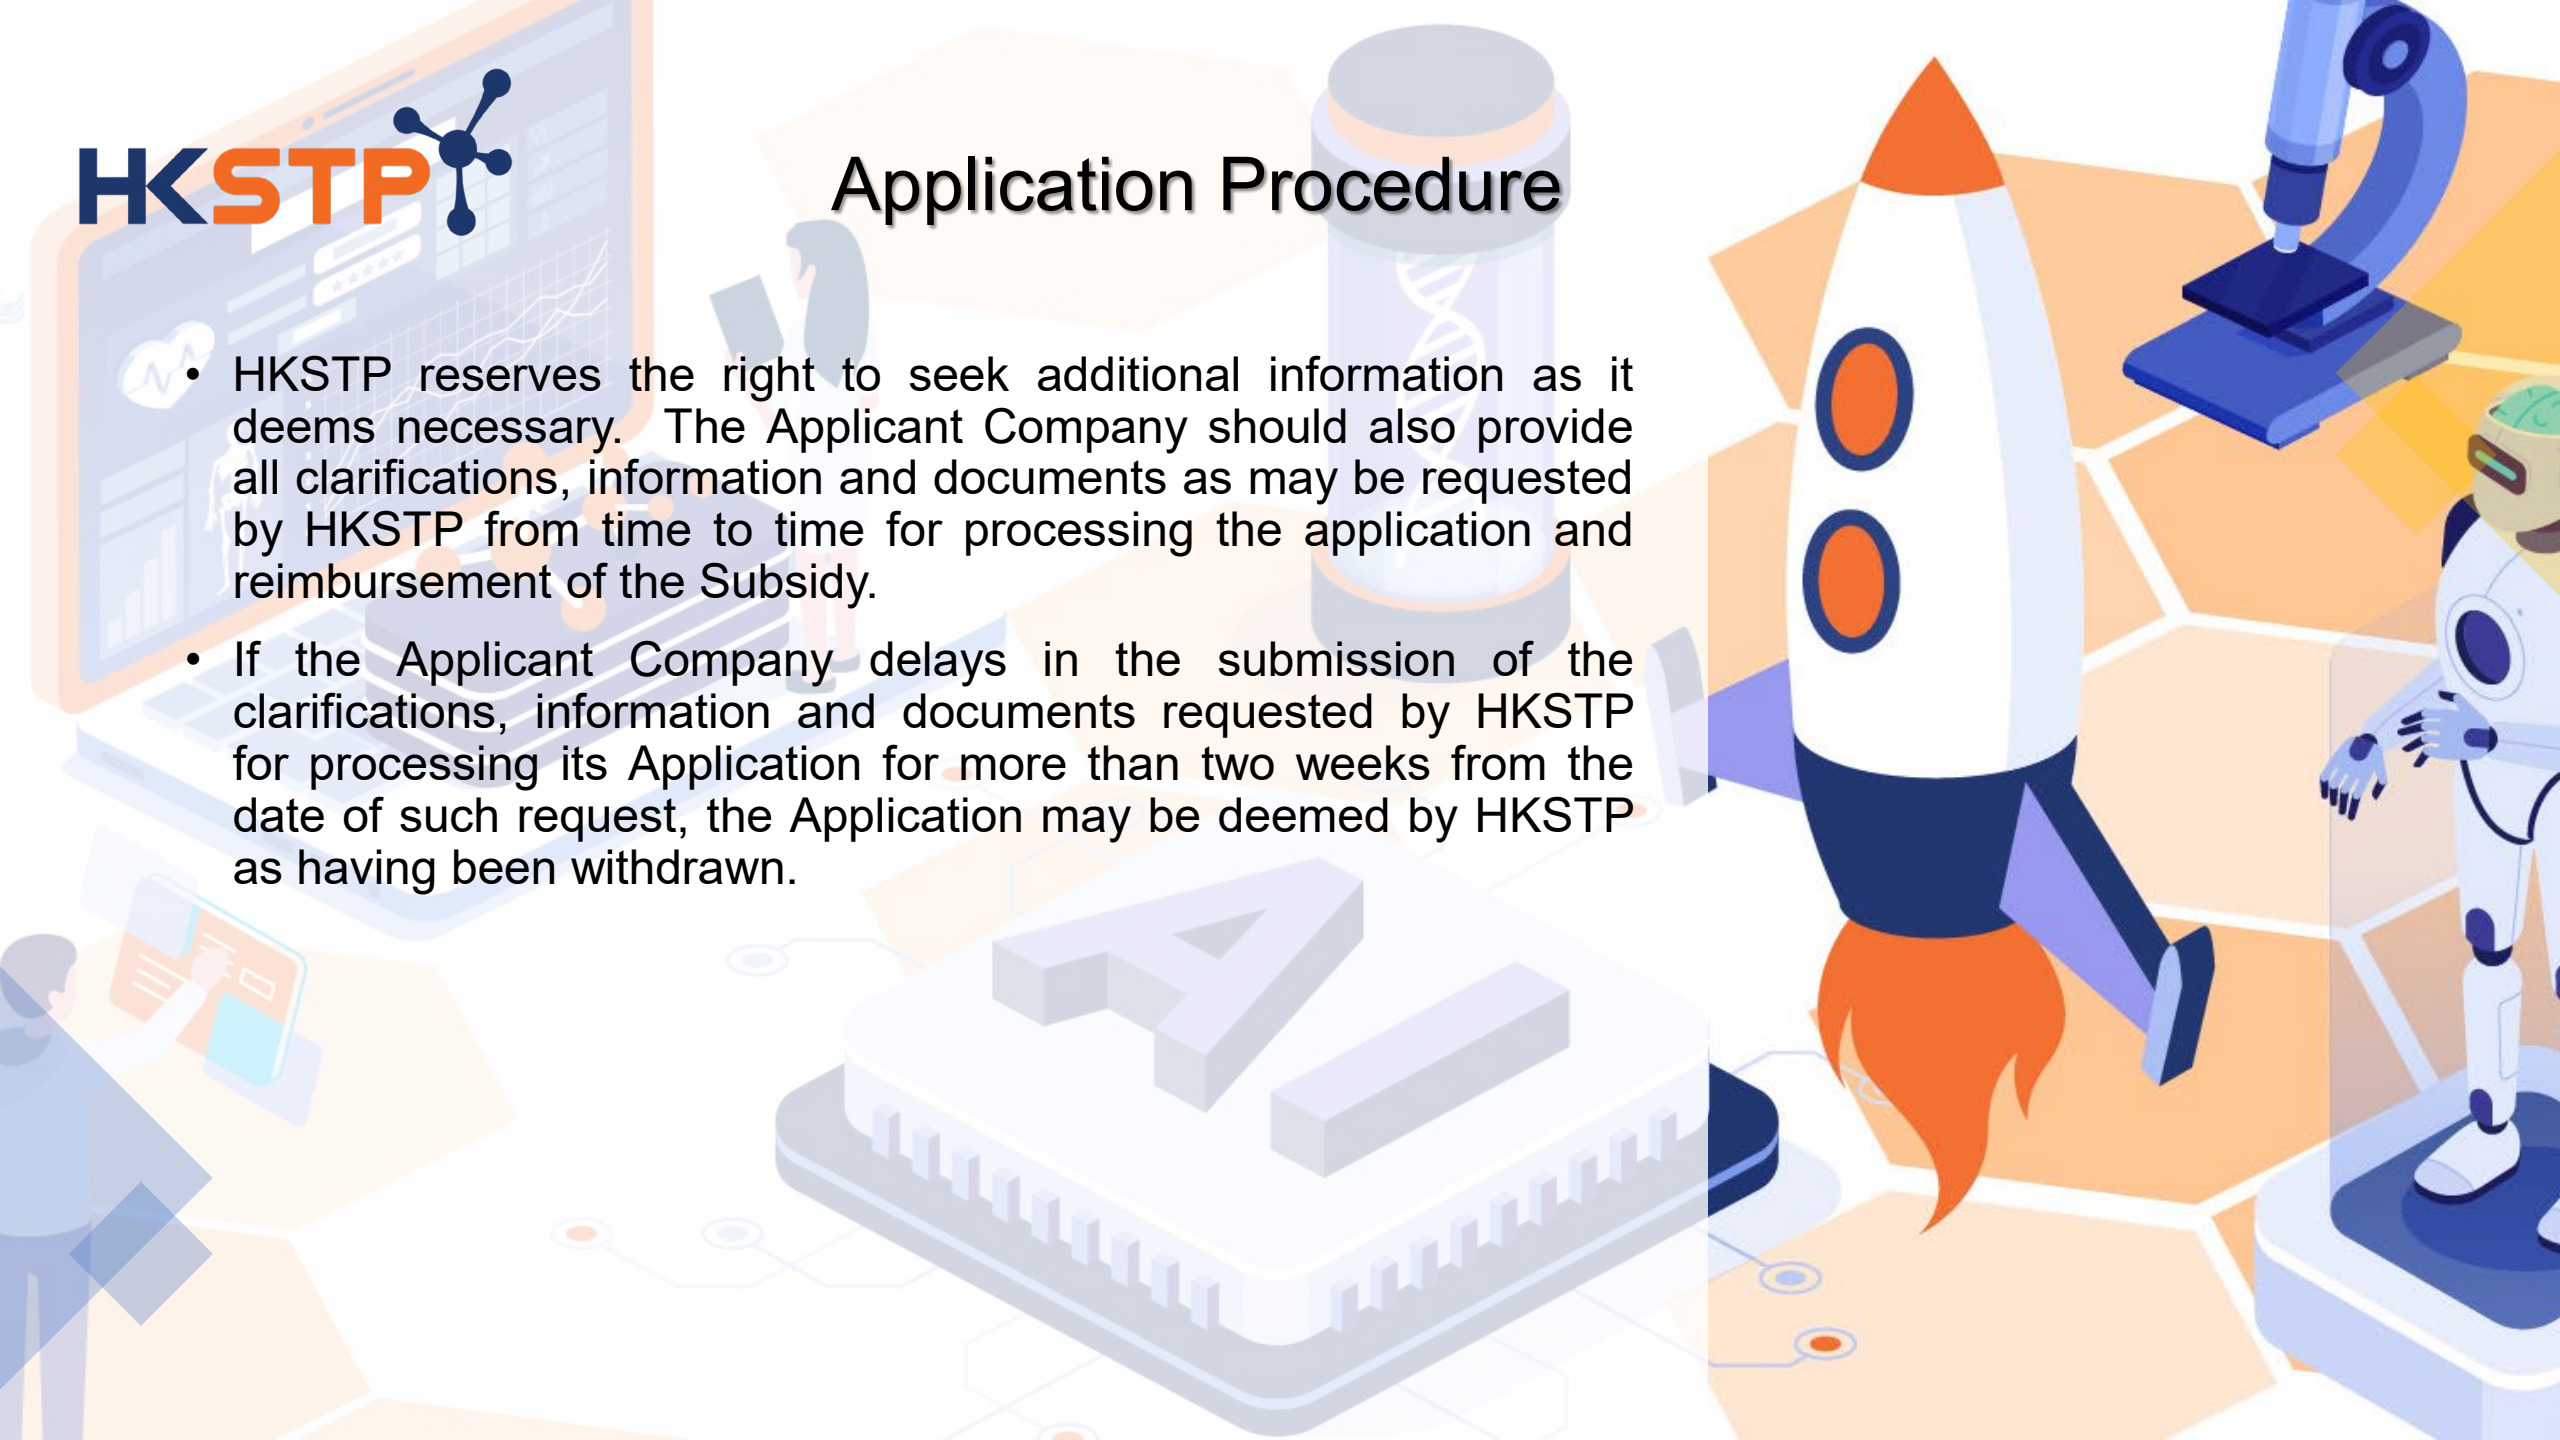 HKSTP
Application Procedure
• HKSTP reserves the right to seek additional information as it
deems necessary. The Applicant Company should also provide
all clarifications, information and documents as may be requested
by HKSTP from time to time for processing the application and
reimbursement of the Subsidy.
• If the Applicant Company delays in the submission of the
clarifications, information and documents requested by HKSTP
for processing its Application for more than two weeks from the
date of such request, the Application may be deemed by HKSTP
as having been withdrawn.
AI